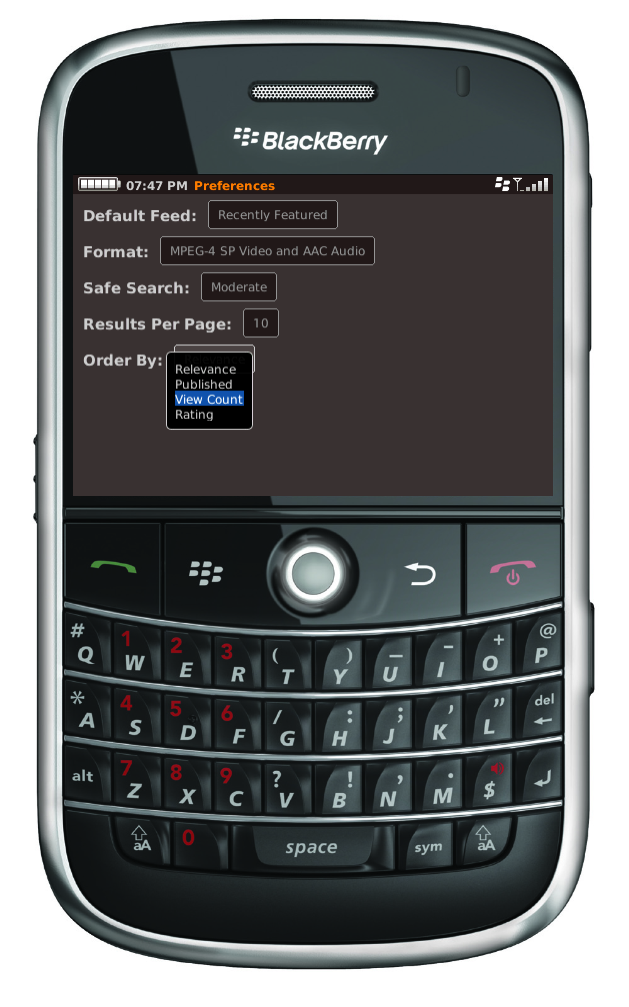 BlackBerry
07:47 PM Preferences
Default Feed: Recently Featured
Format: MPEG-4 SP Video and AAC Audio
Safe Search: Moderate
Results Per Page: 10
Order By:
Relevance
Published
View Count
Rating
# Q 1 W 2 E 3 R ( T ) Y _ U - I + O @ P
* A 4 S 5 D 6 F / G : H ; J ' K " L del
alt 7 Z 8 X 9 C ? V ! B , N . M $
aA 0 space sym aA